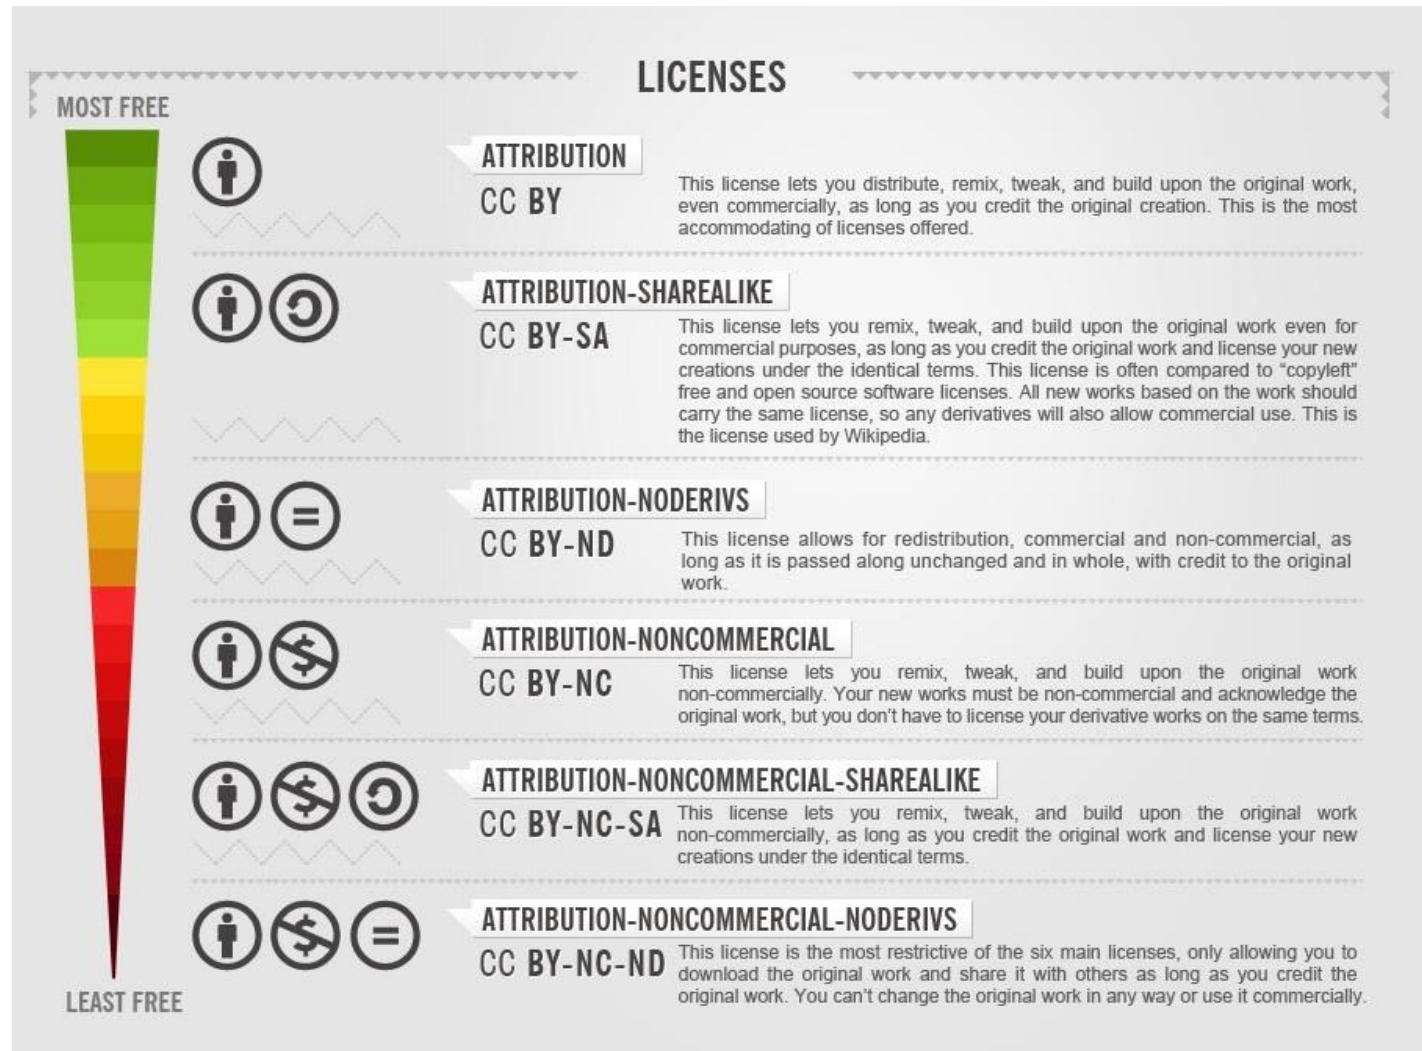 LICENSES
MOST FREE
ATTRIBUTION
CC BY
This license lets you distribute, remix, tweak, and build upon the original work,
even commercially, as long as you credit the original creation. This is the most
accommodating of licenses offered.
ATTRIBUTION-SHAREALIKE
CC BY-SA
This license lets you remix, tweak, and build upon the original work even for
commercial purposes, as long as you credit the original work and license your new
creations under the identical terms. This license is often compared to “copyleft”
free and open source software licenses. All new works based on the work should
carry the same license, so any derivatives will also allow commercial use. This is
the license used by Wikipedia.
ATTRIBUTION-NODERIVS
CC BY-ND
This license allows for redistribution, commercial and non-commercial, as
long as it is passed along unchanged and in whole, with credit to the original
work.
ATTRIBUTION-NONCOMMERCIAL
CC BY-NC
This license lets you remix, tweak, and build upon the original work
non-commercially. Your new works must be non-commercial and acknowledge the
original work, but you don’t have to license your derivative works on the same terms.
ATTRIBUTION-NONCOMMERCIAL-SHAREALIKE
CC BY-NC-SA
This license lets you remix, tweak, and build upon the original work
non-commercially, as long as you credit the original work and license your new
creations under the identical terms.
ATTRIBUTION-NONCOMMERCIAL-NODERIVS
CC BY-NC-ND
This license is the most restrictive of the six main licenses, only allowing you to
download the original work and share it with others as long as you credit the
original work. You can’t change the original work in any way or use it commercially.
LEAST FREE